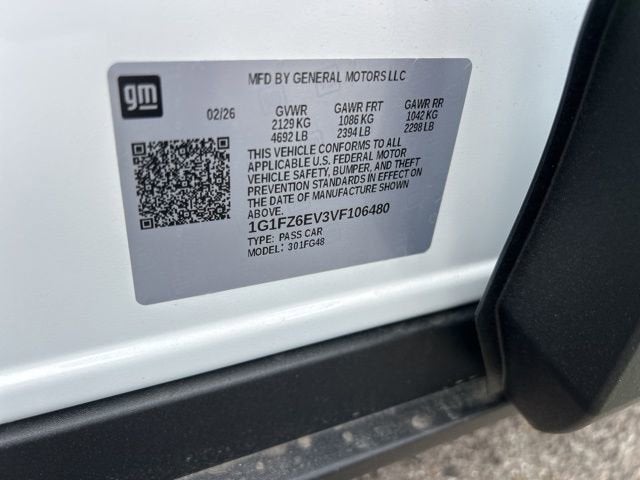 gm
MFD BY GENERAL MOTORS LLC
02/26
GVWR GAWR FRT GAWR RR
2129 KG 1086 KG 1042 KG
4692 LB 2394 LB 2298 LB
THIS VEHICLE CONFORMS TO ALL
APPLICABLE U.S. FEDERAL MOTOR
VEHICLE SAFETY, BUMPER, AND THEFT
PREVENTION STANDARDS IN EFFECT ON
THE DATE OF MANUFACTURE SHOWN
ABOVE.
1G1FZ6EV3VF106480
TYPE: PASS CAR
MODEL: 301FG48